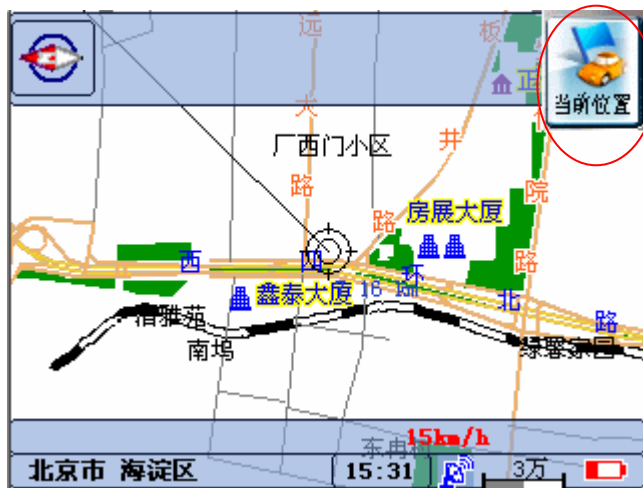 当前位置
远大路
板井路
正
院路
厂西门小区
房展大厦
西四环北路
鑫泰大厦
雅苑
南坞
家园
东冉
15km/h
北京市 海淀区
15:31
3万